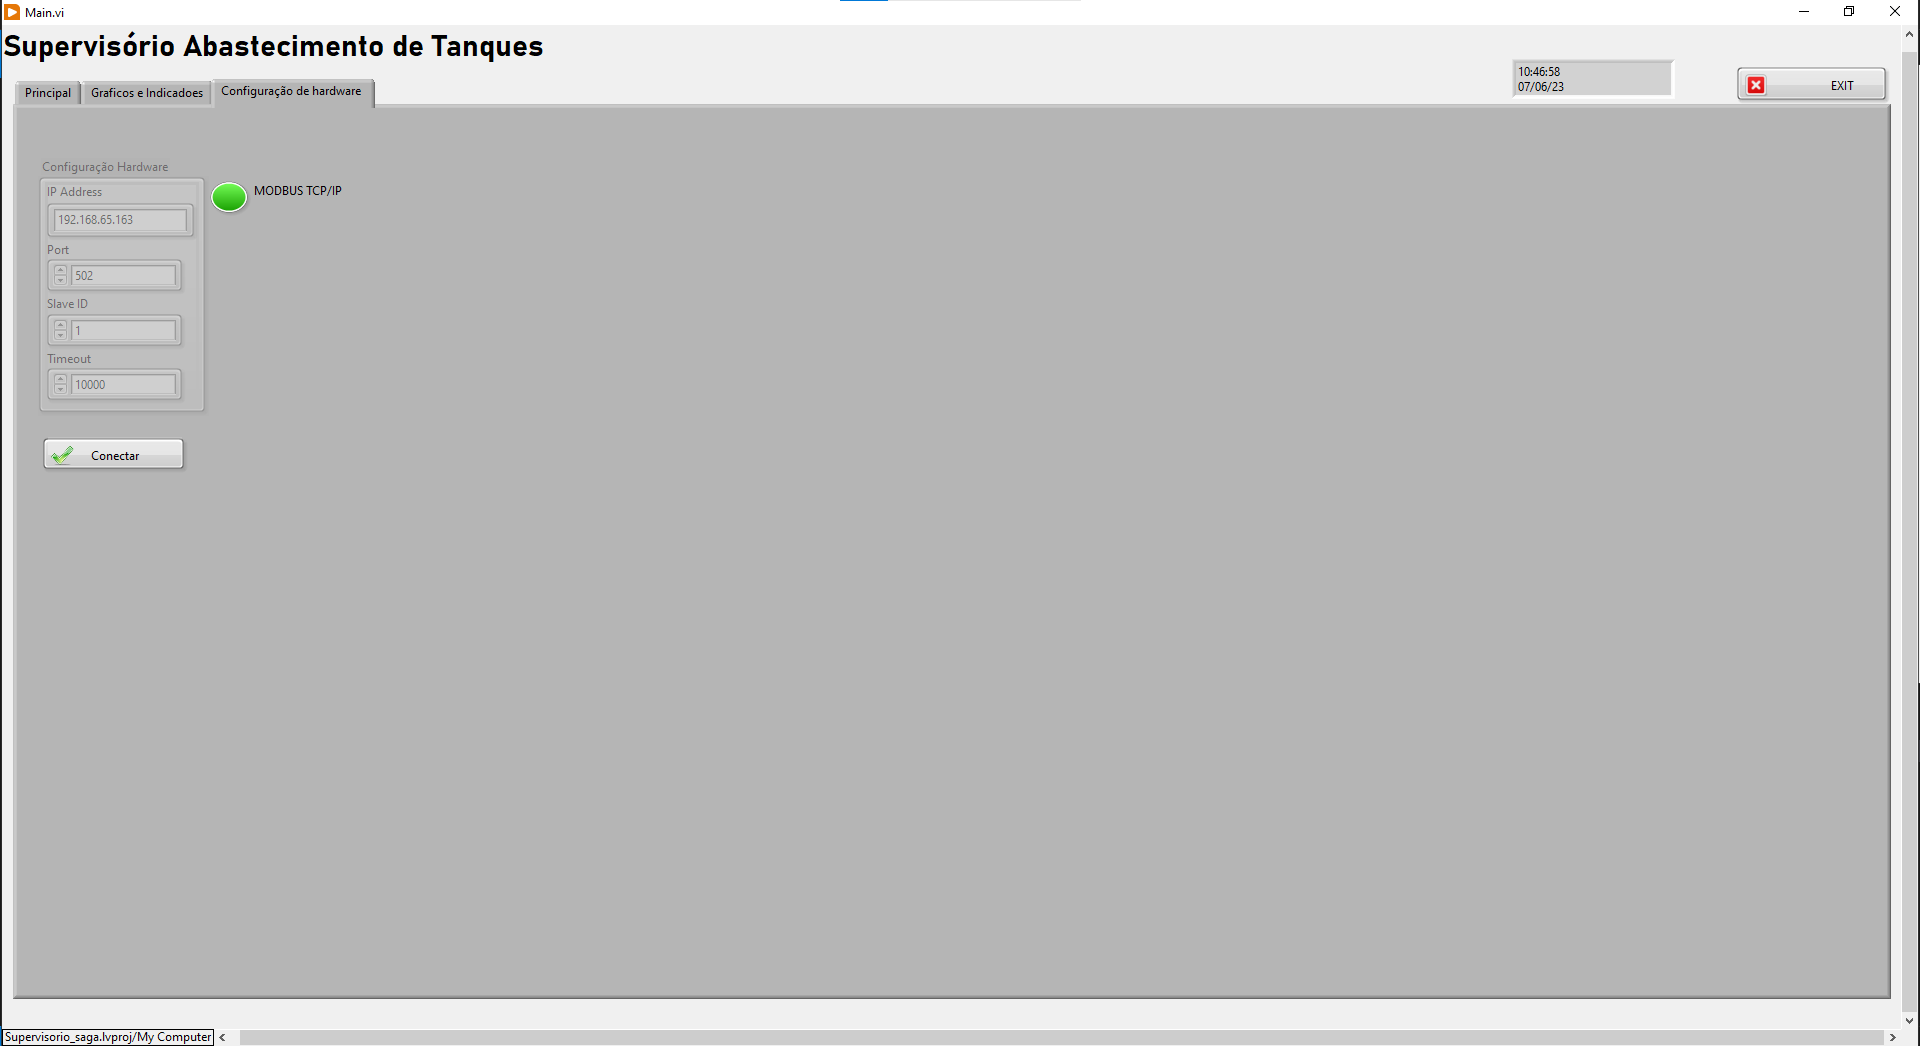 Main.vi
Supervisório Abastecimento de Tanques
Principal
Graficos e Indicadoes
Configuração de hardware
10:46:58
07/06/23
EXIT
Configuração Hardware
IP Address
192.168.65.163
MODBUS TCP/IP
Port
502
Slave ID
1
Timeout
10000
Conectar
Supervisorio_saga.lvproj/My Computer